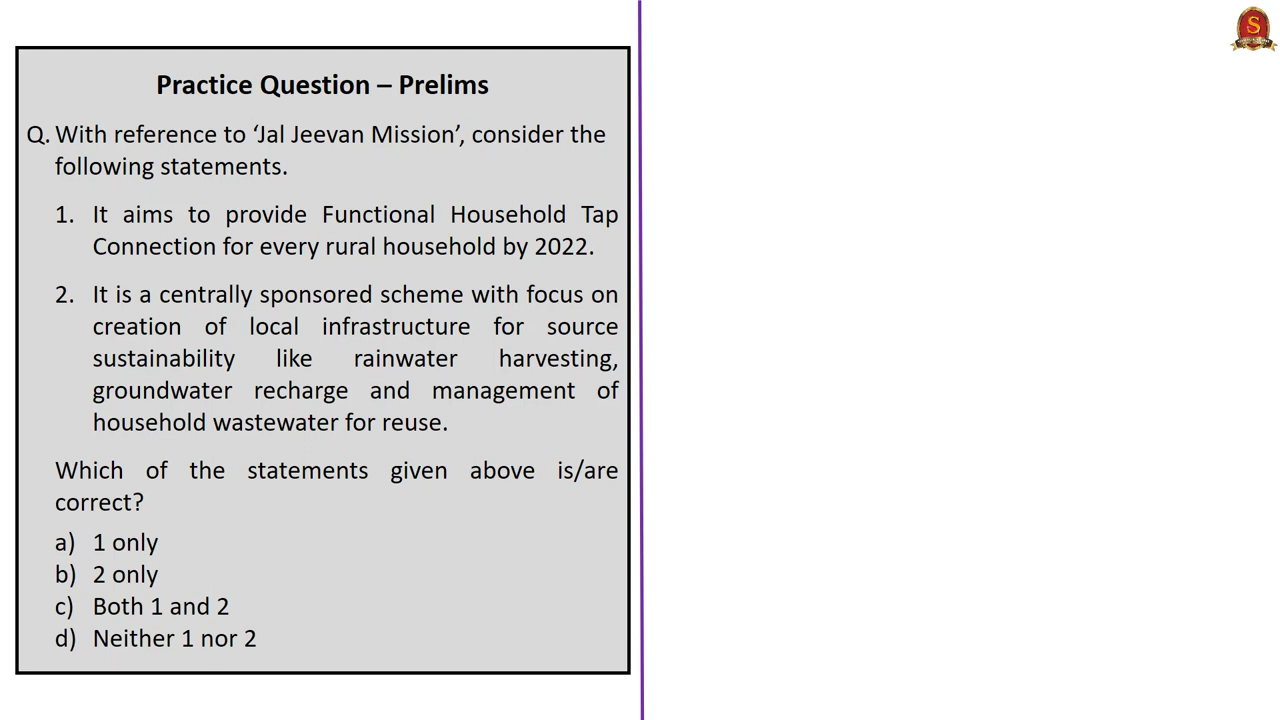 S
Practice Question – Prelims
Q. With reference to ‘Jal Jeevan Mission’, consider the
following statements.
1. It aims to provide Functional Household Tap
Connection for every rural household by 2022.
2. It is a centrally sponsored scheme with focus on
creation of local infrastructure for source
sustainability like rainwater harvesting,
groundwater recharge and management of
household wastewater for reuse.
Which of the statements given above is/are
correct?
a) 1 only
b) 2 only
c) Both 1 and 2
d) Neither 1 nor 2